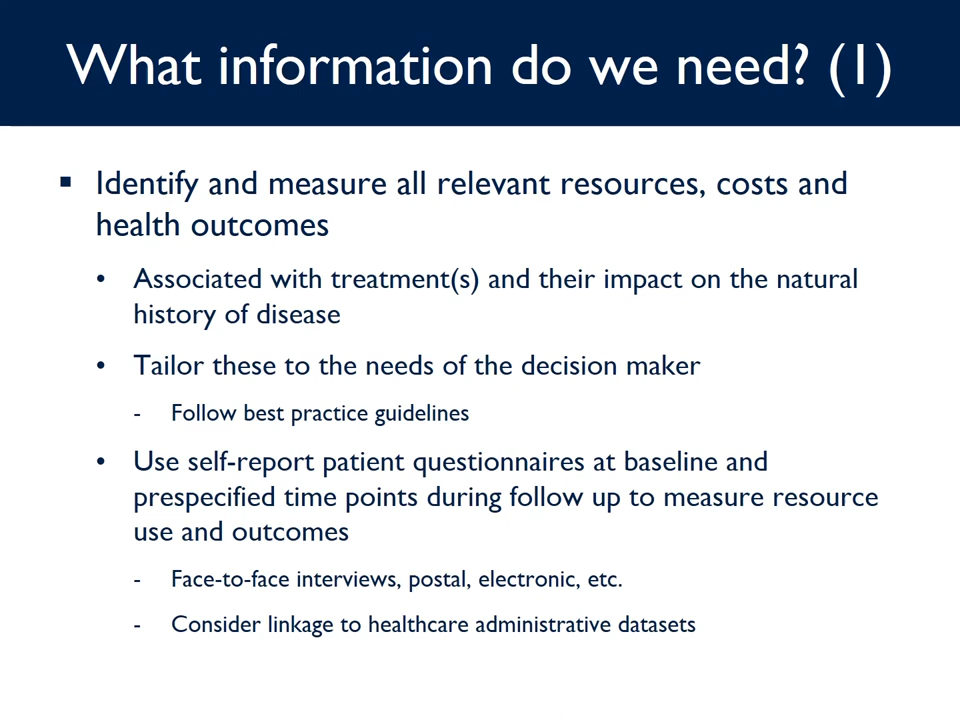 What information do we need? (1)
▪ Identify and measure all relevant resources, costs and
health outcomes
• Associated with treatment(s) and their impact on the natural
history of disease
• Tailor these to the needs of the decision maker
- Follow best practice guidelines
• Use self-report patient questionnaires at baseline and
prespecified time points during follow up to measure resource
use and outcomes
- Face-to-face interviews, postal, electronic, etc.
- Consider linkage to healthcare administrative datasets